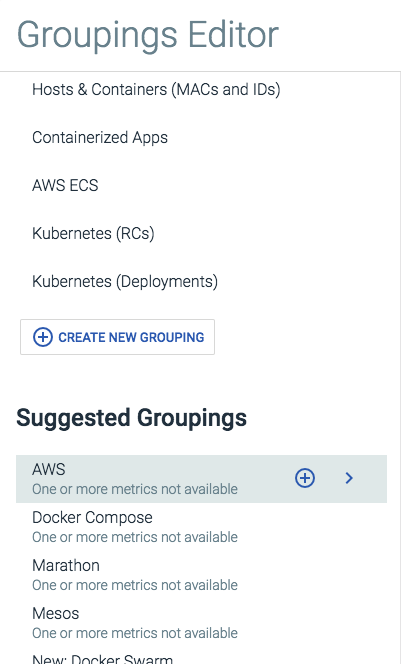 Groupings Editor
Hosts & Containers (MACs and IDs)
Containerized Apps
AWS ECS
Kubernetes (RCs)
Kubernetes (Deployments)
CREATE NEW GROUPING
Suggested Groupings
AWS
One or more metrics not available
Docker Compose
One or more metrics not available
Marathon
One or more metrics not available
Mesos
One or more metrics not available
New: Docker Swarm